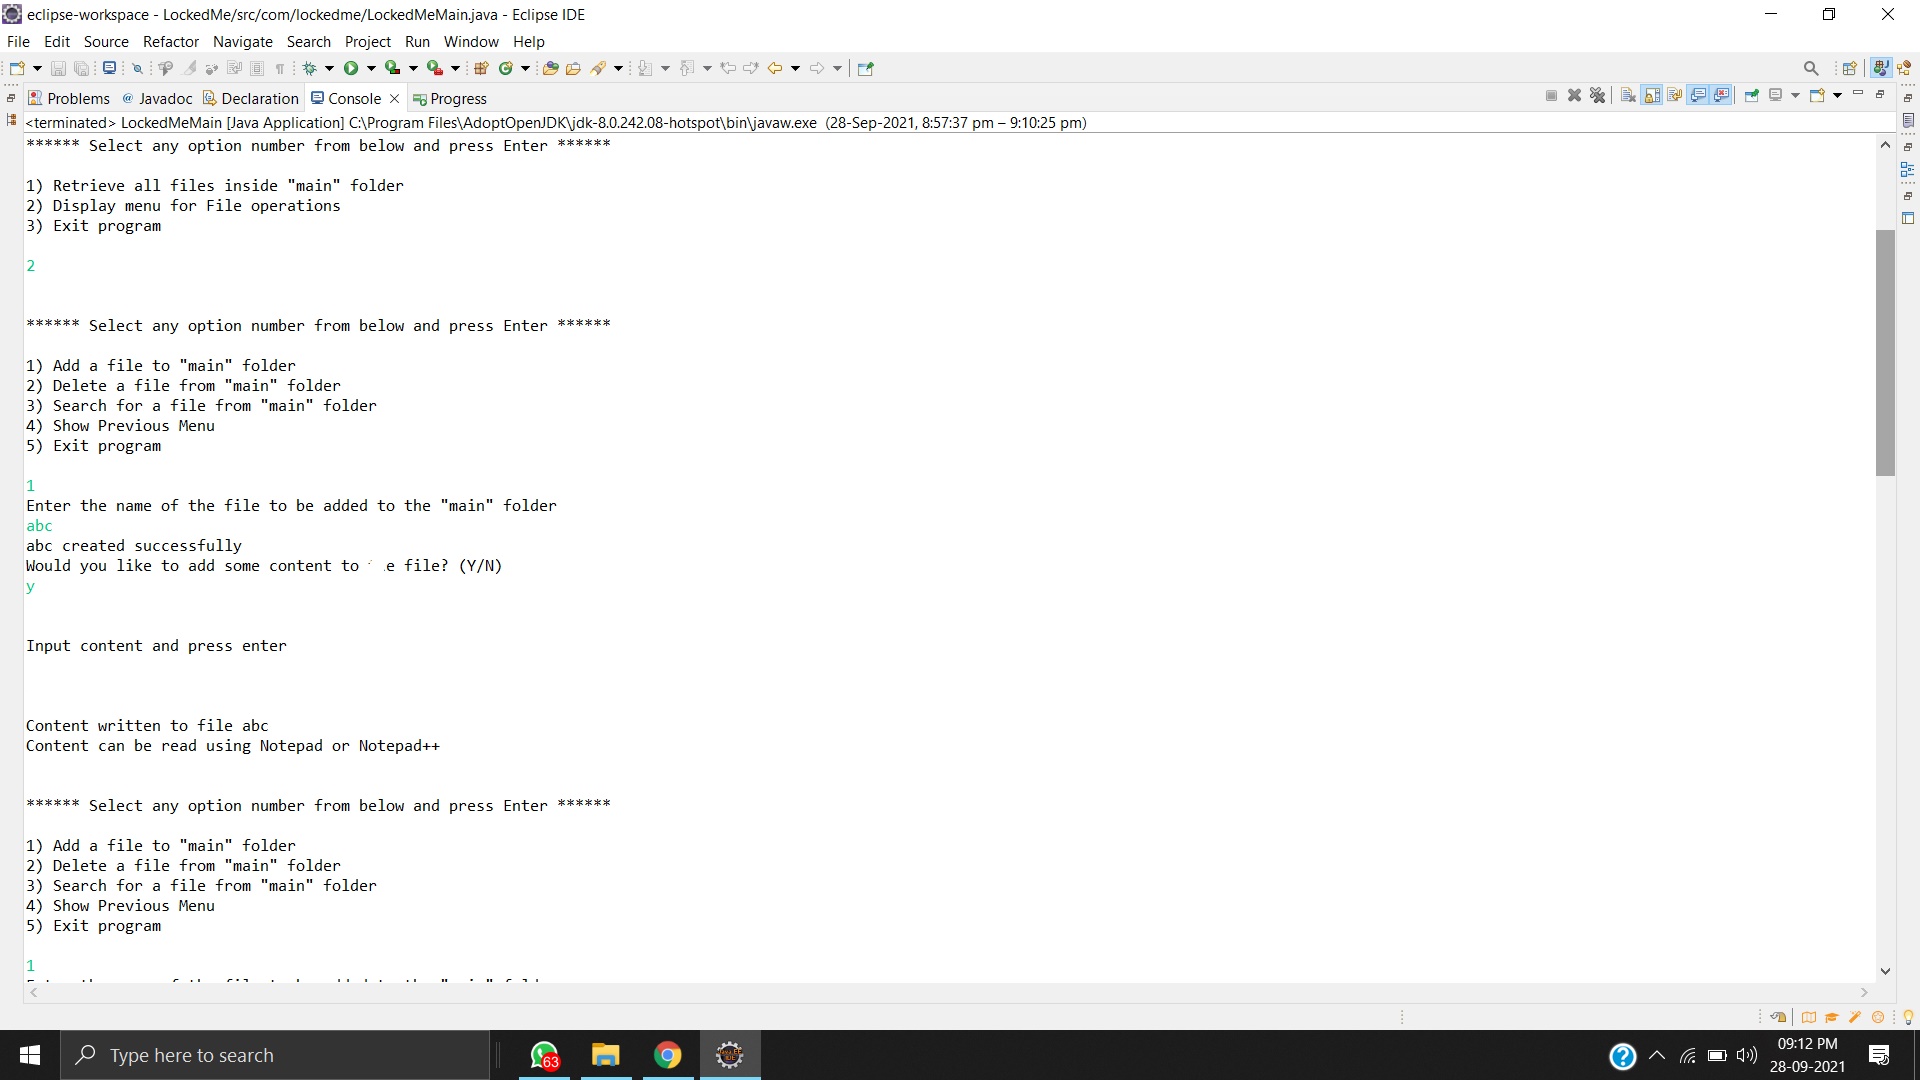 eclipse-workspace - LockedMe/src/com/lockedme/LockedMeMain.java - Eclipse IDE
File Edit Source Refactor Navigate Search Project Run Window Help
Problems @ Javadoc Declaration Console Progress
<terminated> LockedMeMain [Java Application] C:\Program Files\AdoptOpenJDK\jdk-8.0.242.08-hotspot\bin\javaw.exe (28-Sep-2021, 8:57:37 pm – 9:10:25 pm)
****** Select any option number from below and press Enter ******
1) Retrieve all files inside "main" folder
2) Display menu for File operations
3) Exit program
2
****** Select any option number from below and press Enter ******
1) Add a file to "main" folder
2) Delete a file from "main" folder
3) Search for a file from "main" folder
4) Show Previous Menu
5) Exit program
1
Enter the name of the file to be added to the "main" folder
abc
abc created successfully
Would you like to add some content to file? (Y/N)
y
Input content and press enter
Content written to file abc
Content can be read using Notepad or Notepad++
****** Select any option number from below and press Enter ******
1) Add a file to "main" folder
2) Delete a file from "main" folder
3) Search for a file from "main" folder
4) Show Previous Menu
5) Exit program
1
Type here to search
63
09:12 PM
28-09-2021